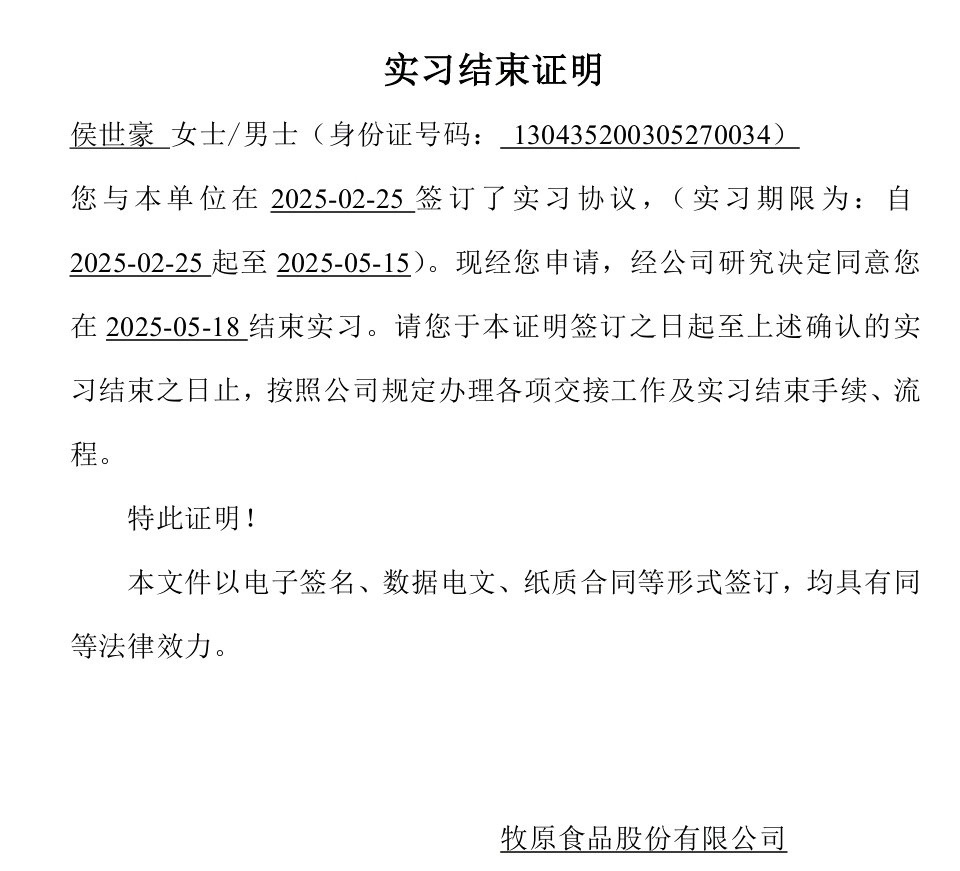 实习结束证明
侯世豪 女士/男士（身份证号码： 130435200305270034）
您与本单位在 2025-02-25 签订了实习协议，（实习期限为：自
2025-02-25 起至 2025-05-15）。现经您申请，经公司研究决定同意您
在 2025-05-18 结束实习。请您于本证明签订之日起至上述确认的实
习结束之日止，按照公司规定办理各项交接工作及实习结束手续、流
程。
特此证明！
本文件以电子签名、数据电文、纸质合同等形式签订，均具有同
等法律效力。
牧原食品股份有限公司